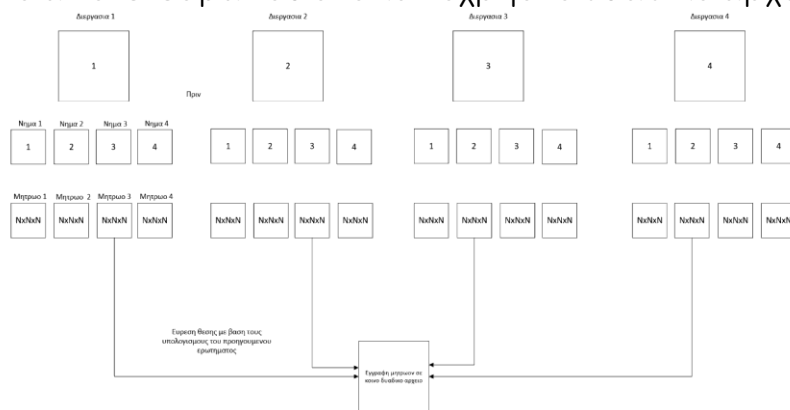 Διεργασια 1 Διεργασια 2 Διεργασια 3 Διεργασια 4
1 2 3 4
Πριν
Νημα 1 Νημα 2 Νημα 3 Νημα 4
1 2 3 4 1 2 3 4 1 2 3 4 1 2 3 4
Μητρωο 1 Μητρωο 2 Μητρωο 3 Μητρωο 4
NxNxN NxNxN NxNxN NxNxN NxNxN NxNxN NxNxN NxNxN NxNxN NxNxN NxNxN NxNxN NxNxN NxNxN NxNxN NxNxN
Ευρεση θεσης με βαση τους
υπολογισμους του προηγουμενου
ερωτηματος
Εγγραφη μητρωων σε
κοινο δυαδικο αρχειο